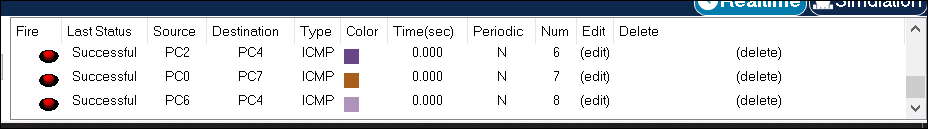 Realtime Simulation
Fire Last Status Source Destination Type Color Time(sec) Periodic Num Edit Delete
Successful PC2 PC4 ICMP 0.000 N 6 (edit) (delete)
Successful PC0 PC7 ICMP 0.000 N 7 (edit) (delete)
Successful PC6 PC4 ICMP 0.000 N 8 (edit) (delete)